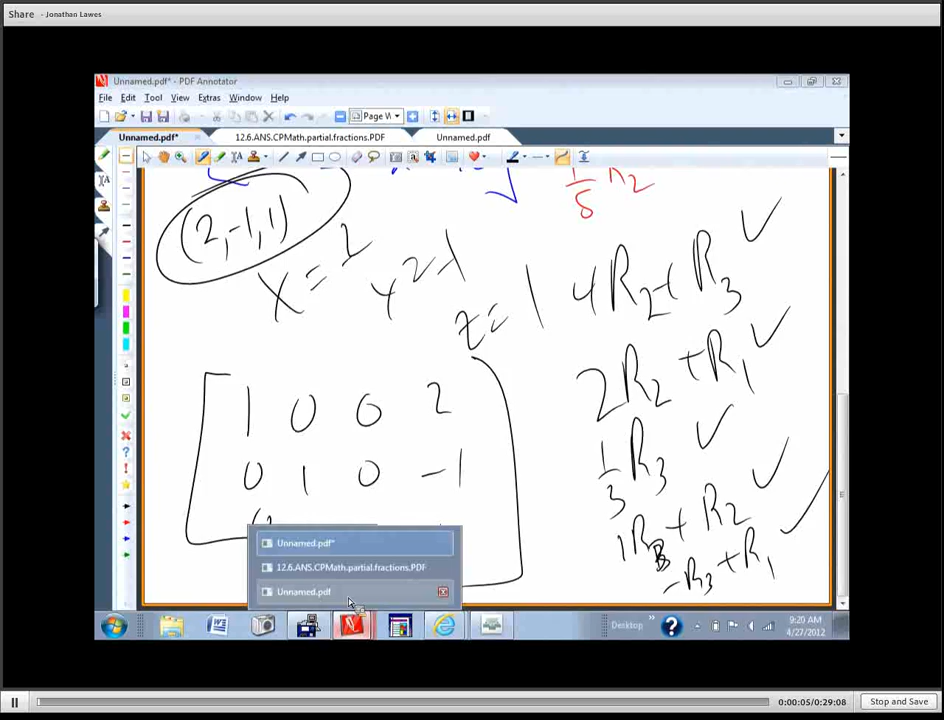 Share - Jonathan Lawes
Unnamed.pdf* - PDF Annotator
File Edit Tool View Extras Window Help
Page W
Unnamed.pdf* 12.6.ANS.CPMath.partial.fractions.PDF Unnamed.pdf
1/5 R2
(2,-1,1)
x = 2 y = -1
z = 1
4R2 + R3 ✓
2R2 + R1 ✓
1/3 R3 ✓
1R3 + R2 ✓
-R3 + R1 ✓
1 0 0 2
0 1 0 -1
Unnamed.pdf*
12.6.ANS.CPMath.partial.fractions.PDF
Unnamed.pdf
Desktop »
9:20 AM
4/27/2012
0:00:05/0:29:08
Stop and Save